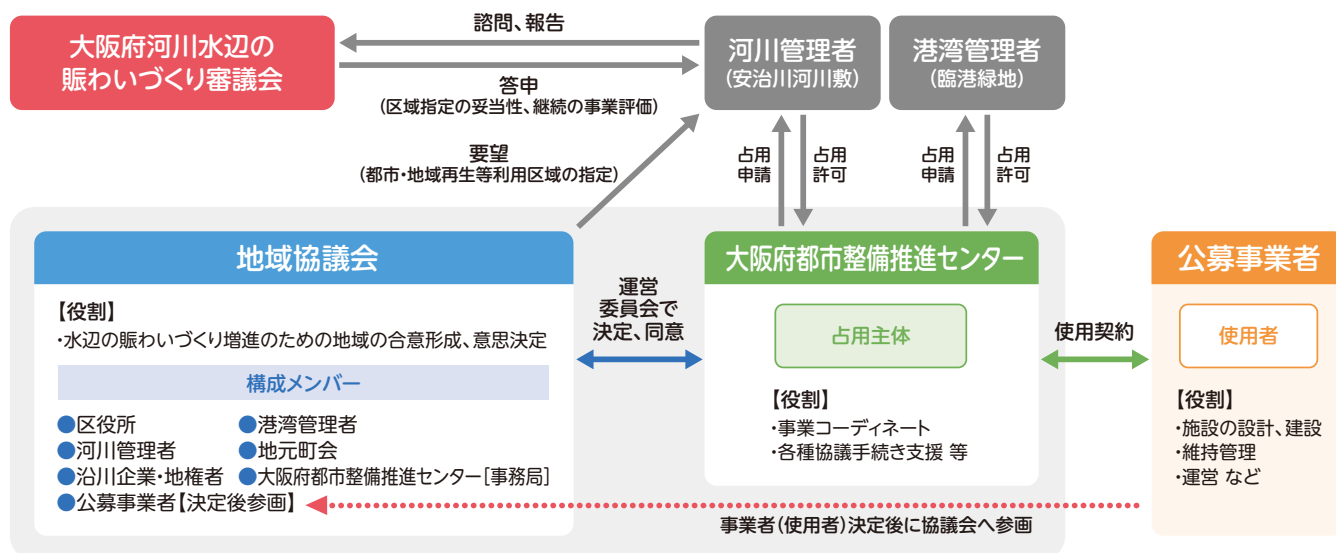 大阪府河川水辺の
賑わいづくり審議会
諮問、報告
答申
(区域指定の妥当性、継続の事業評価)
河川管理者
(安治川河川敷)
港湾管理者
(臨港緑地)
要望
(都市・地域再生等利用区域の指定)
占用
申請
占用
許可
占用
申請
占用
許可
地域協議会
【役割】
・水辺の賑わいづくり増進のための地域の合意形成、意思決定
構成メンバー
●区役所
●港湾管理者
●河川管理者
●地元町会
●沿川企業・地権者
●大阪府都市整備推進センター[事務局]
●公募事業者【決定後参画】
運営
委員会で
決定、同意
大阪府都市整備推進センター
占用主体
【役割】
・事業コーディネート
・各種協議手続き支援 等
使用契約
公募事業者
使用者
【役割】
・施設の設計、建設
・維持管理
・運営 など
事業者(使用者)決定後に協議会へ参画